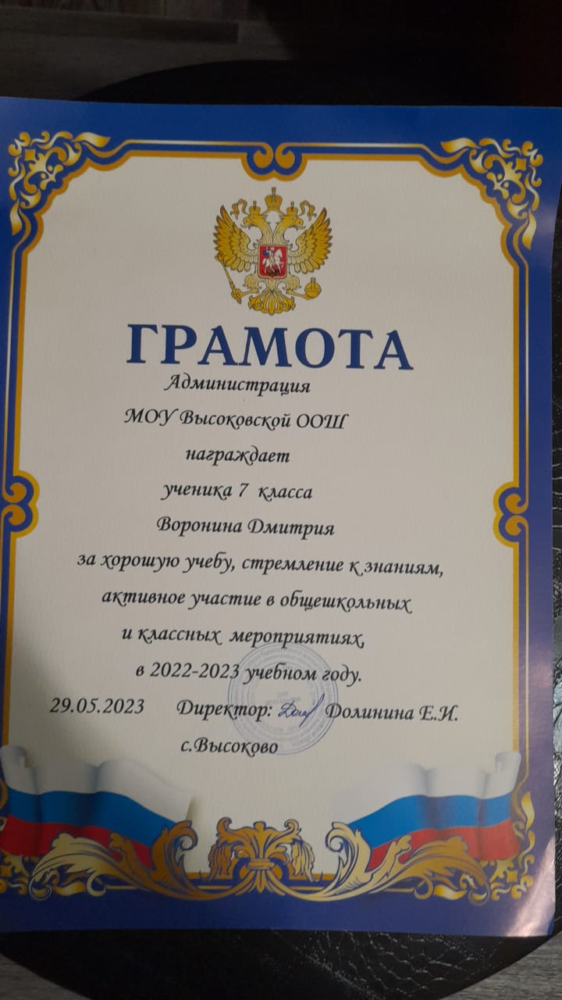 ГРАМОТА
Администрация
МОУ Высоковской ООШ
награждает
ученика 7 класса
Воронина Дмитрия
за хорошую учебу, стремление к знаниям,
активное участие в общешкольных
и классных мероприятиях,
в 2022-2023 учебном году.
29.05.2023 Директор: Долинина Е.И.
с.Высоково